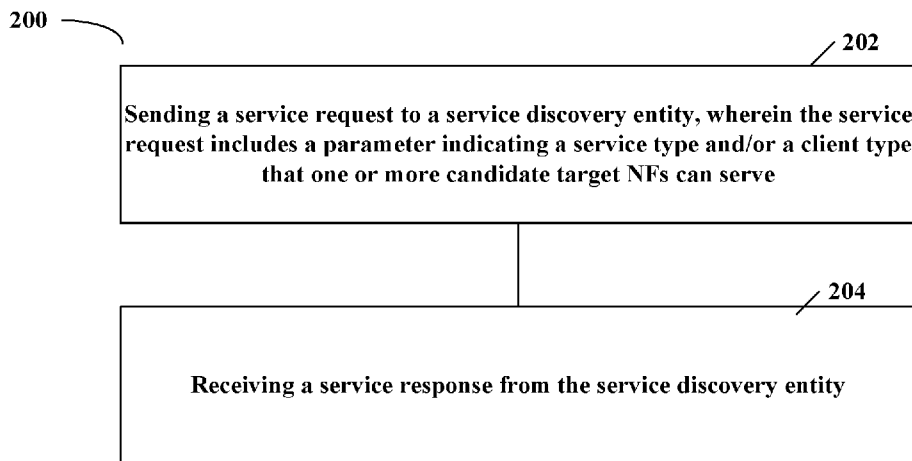 200
202
Sending a service request to a service discovery entity, wherein the service
request includes a parameter indicating a service type and/or a client type
that one or more candidate target NFs can serve
204
Receiving a service response from the service discovery entity